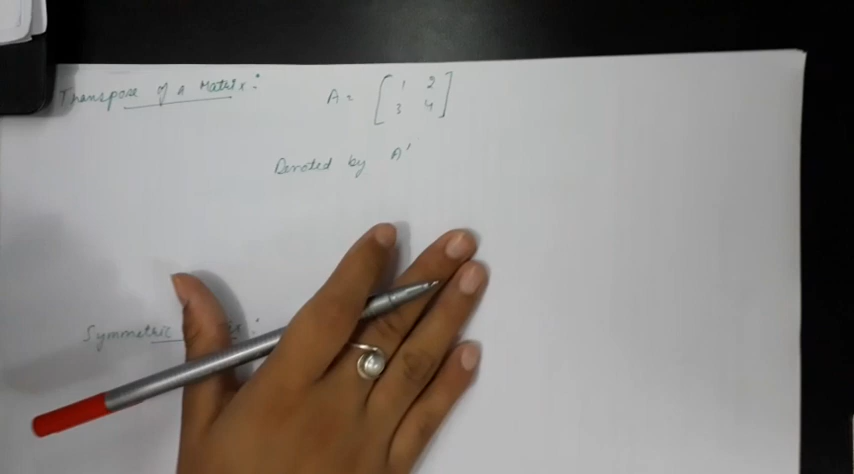 Transpose of a Matrix :
A = [ 1 2
3 4 ]
Denoted by A'
Symmetric :